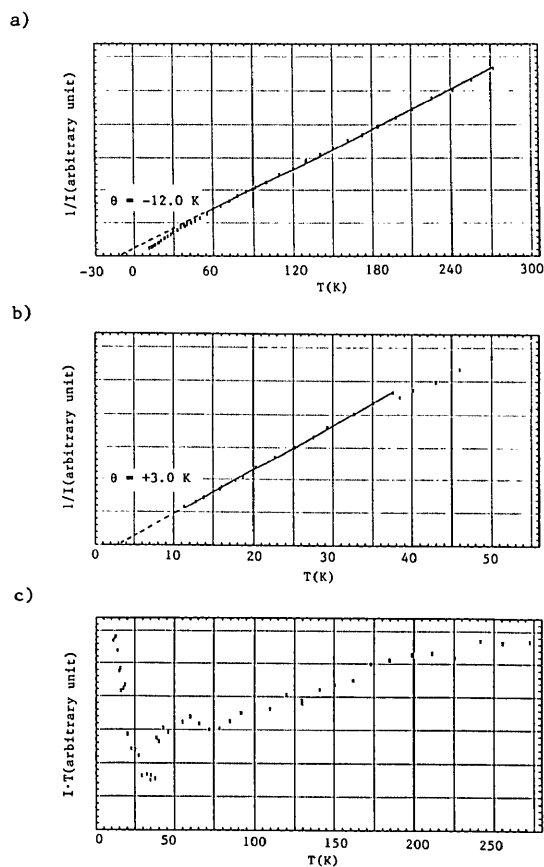 a)
1/I(arbitrary unit)
θ = -12.0 K
-30 0 60 120 180 240 300
T(K)
b)
1/I(arbitrary unit)
θ = +3.0 K
0 10 20 30 40 50
T(K)
c)
I·T(arbitrary unit)
0 50 100 150 200 250
T(K)